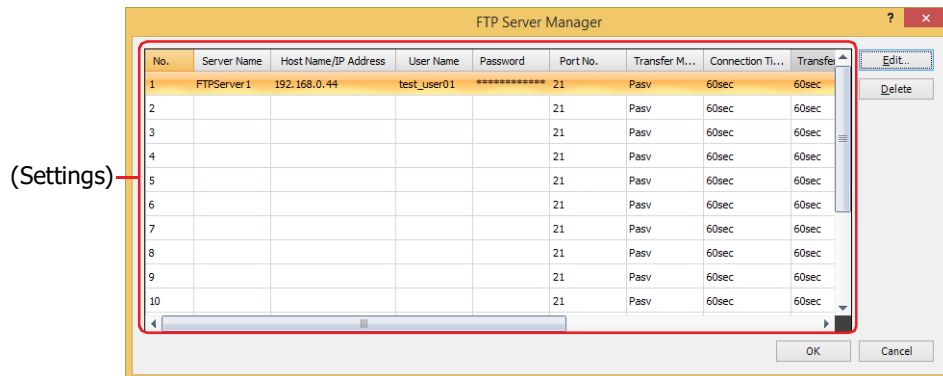 FTP Server Manager
? ×
No. Server Name Host Name/IP Address User Name Password Port No. Transfer M... Connection Ti... Transfer
Edit...
1 FTPServer1 192.168.0.44 test_user01 ************ 21 Pasv 60sec 60sec
Delete
2 21 Pasv 60sec 60sec
3 21 Pasv 60sec 60sec
4 21 Pasv 60sec 60sec
(Settings)
5 21 Pasv 60sec 60sec
6 21 Pasv 60sec 60sec
7 21 Pasv 60sec 60sec
8 21 Pasv 60sec 60sec
9 21 Pasv 60sec 60sec
10 21 Pasv 60sec 60sec
OK Cancel